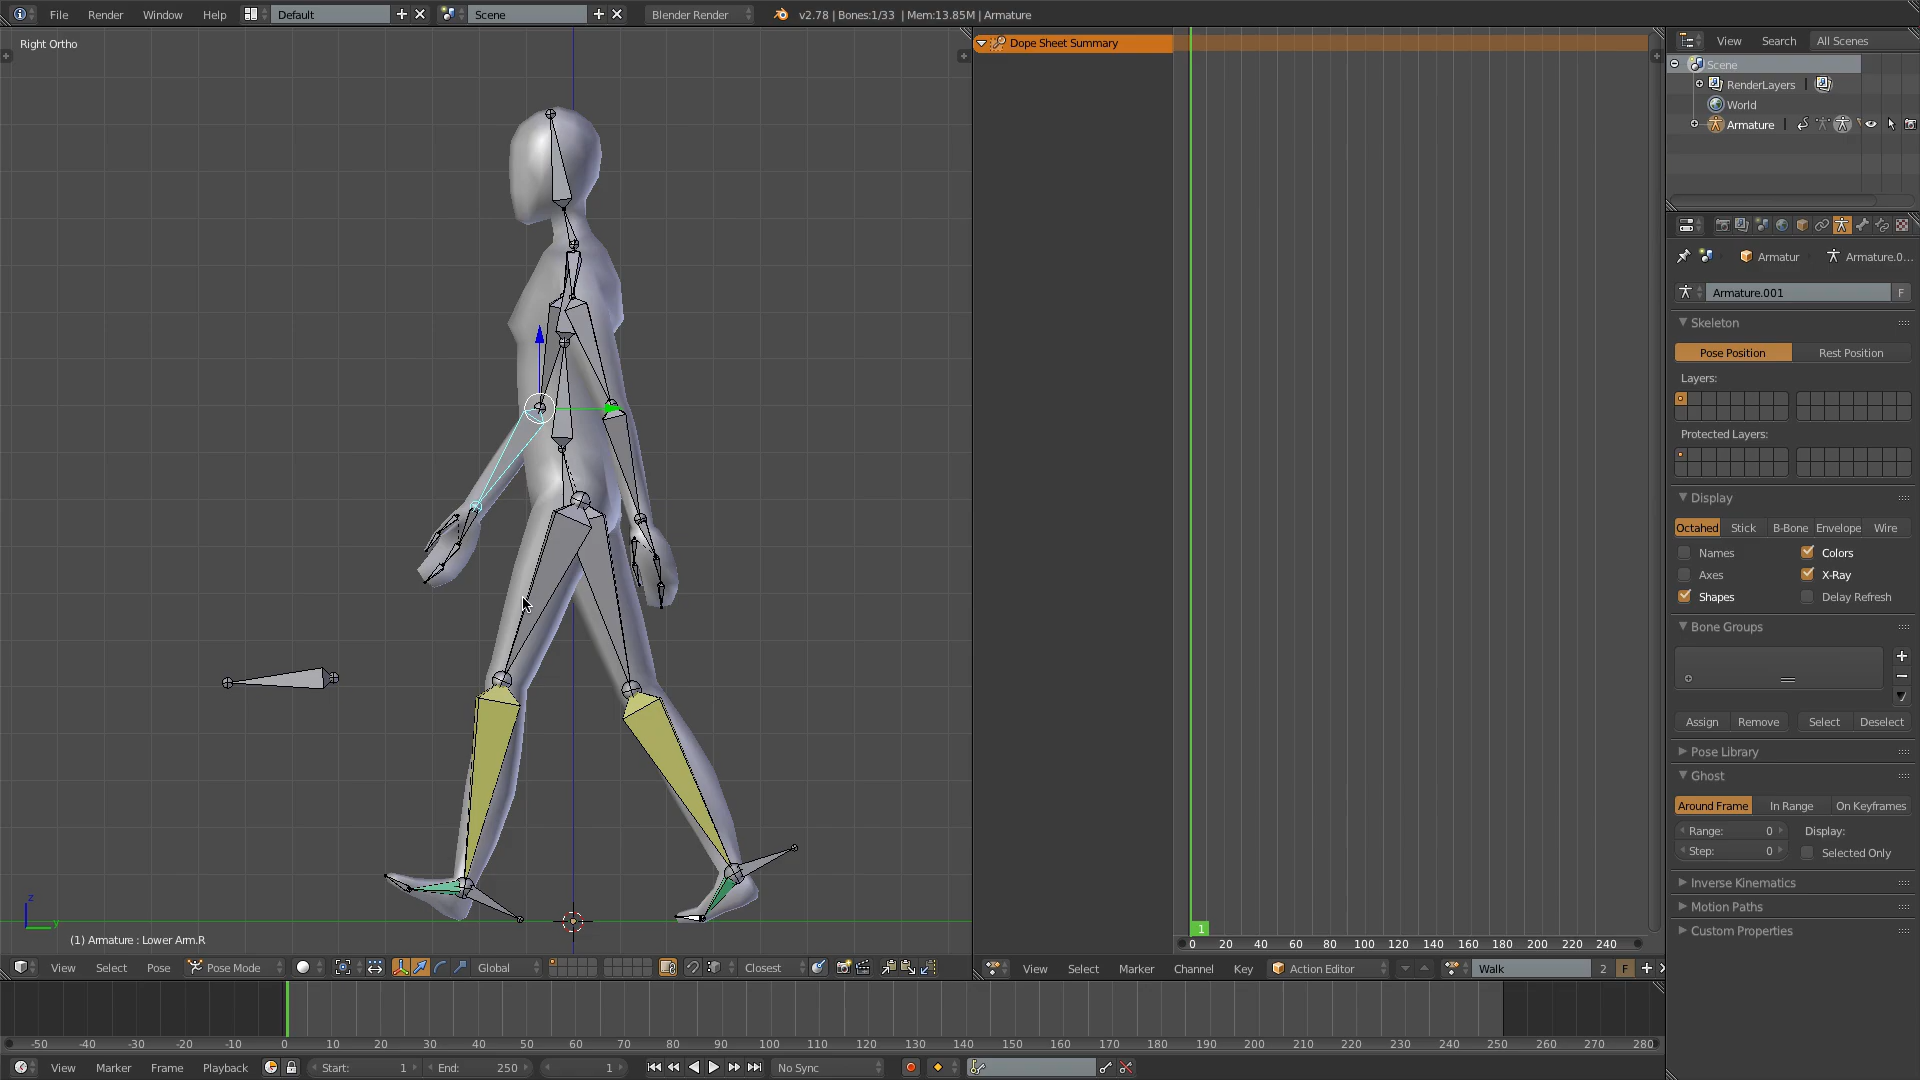 File Render Window Help Default Scene Blender Render v2.78 | Bones:1/33 | Mem:13.85M | Armature
Right Ortho
Dope Sheet Summary
View Search All Scenes
Scene
RenderLayers
World
Armature
Armatur Armature.0...
Armature.001 F
Skeleton
Pose Position Rest Position
Layers:
Protected Layers:
Display
Octahed Stick B-Bone Envelope Wire
Names Colors
Axes X-Ray
Shapes Delay Refresh
Bone Groups
Assign Remove Select Deselect
Pose Library
Ghost
Around Frame In Range On Keyframes
Range: 0 Display:
Step: 0 Selected Only
Inverse Kinematics
Motion Paths
Custom Properties
z
y
(1) Armature : Lower Arm.R
1
0 20 40 60 80 100 120 140 160 180 200 220 240
View Select Pose Pose Mode Global Closest
View Select Marker Channel Key Action Editor Walk 2 F
-50 -40 -30 -20 -10 0 10 20 30 40 50 60 70 80 90 100 110 120 130 140 150 160 170 180 190 200 210 220 230 240 250 260 270 280
View Marker Frame Playback Start: 1 End: 250 1 No Sync